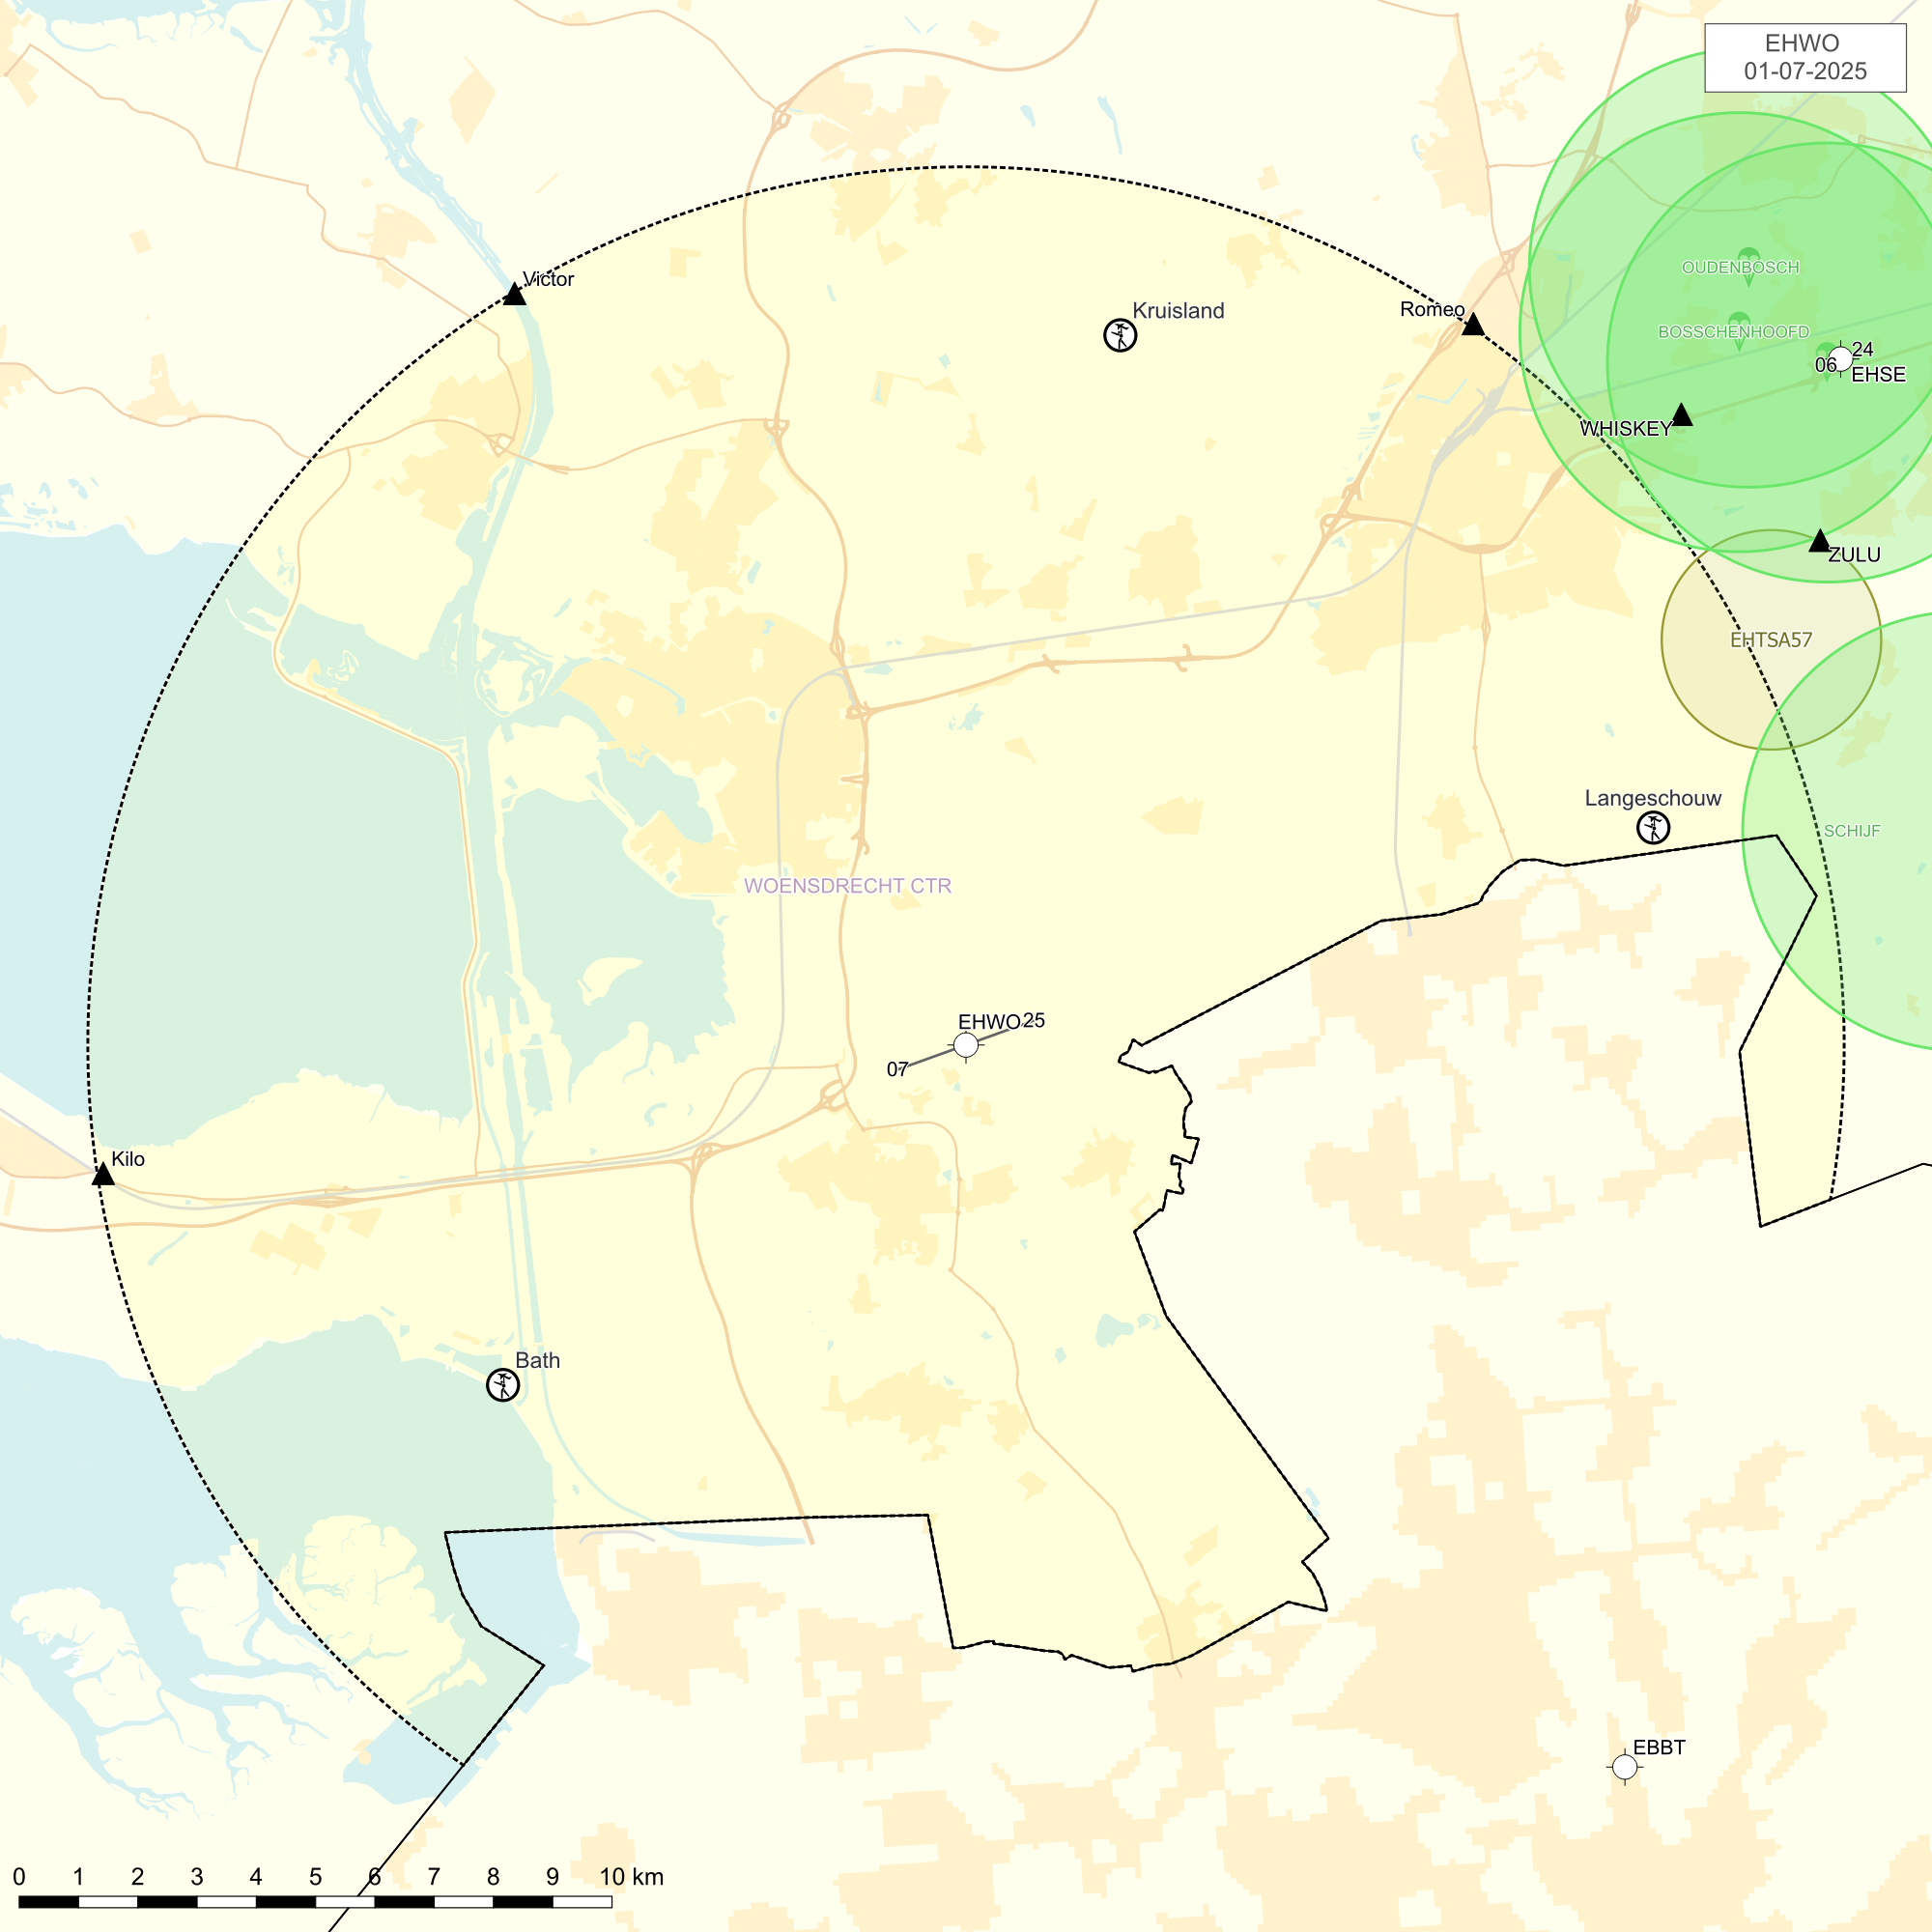 EHWO
01-07-2025
OUDENBOSCH
Victor
Kruisland
Romeo
BOSSCHENHOOFD
24
06
EHSE
WHISKEY
ZULU
EHTSA57
Langeschouw
SCHIJF
WOENSDRECHT CTR
EHWO
25
07
Kilo
Bath
EBBT
0 1 2 3 4 5 6 7 8 9 10 km